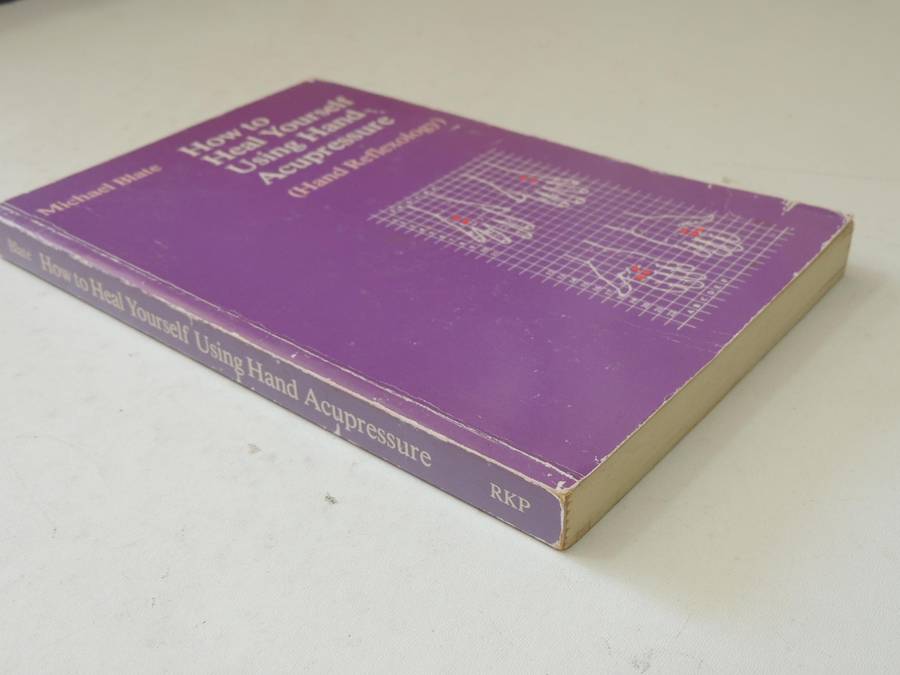 Michael Blate
How to
Heal Yourself
Using Hand
Acupressure
(Hand Reflexology)
Blate How to Heal Yourself Using Hand Acupressure RKP